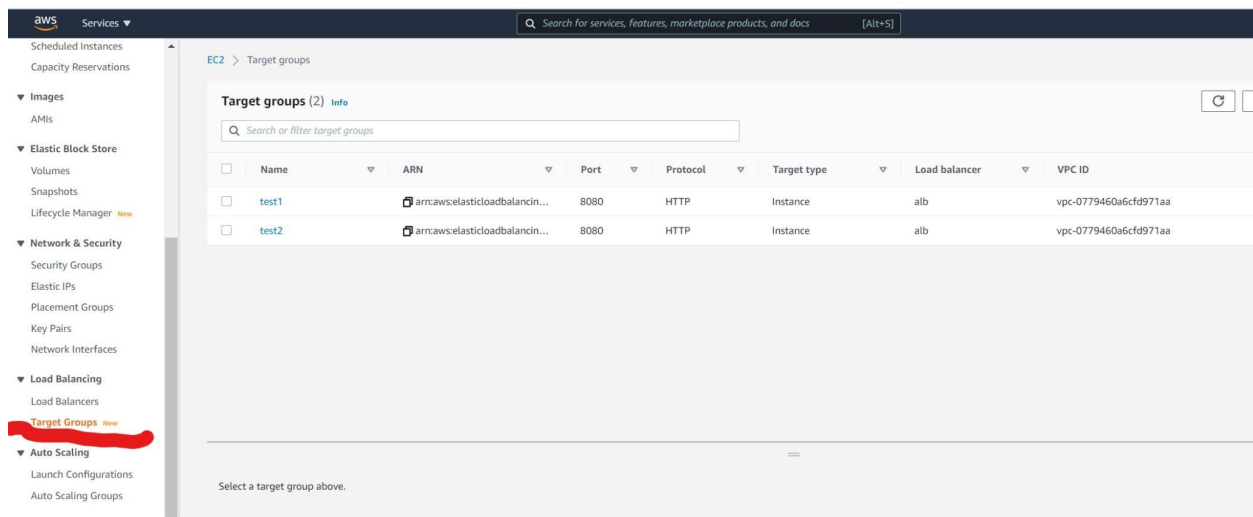 aws Services ▼ Search for services, features, marketplace products, and docs [Alt+S]
Scheduled Instances
Capacity Reservations
▼ Images
AMIs
▼ Elastic Block Store
Volumes
Snapshots
Lifecycle Manager New
▼ Network & Security
Security Groups
Elastic IPs
Placement Groups
Key Pairs
Network Interfaces
▼ Load Balancing
Load Balancers
Target Groups New
▼ Auto Scaling
Launch Configurations
Auto Scaling Groups
EC2 > Target groups
Target groups (2) Info
Search or filter target groups
Name ARN Port Protocol Target type Load balancer VPC ID
test1 arn:aws:elasticloadbalancin... 8080 HTTP Instance alb vpc-0779460a6cfd971aa
test2 arn:aws:elasticloadbalancin... 8080 HTTP Instance alb vpc-0779460a6cfd971aa
Select a target group above.